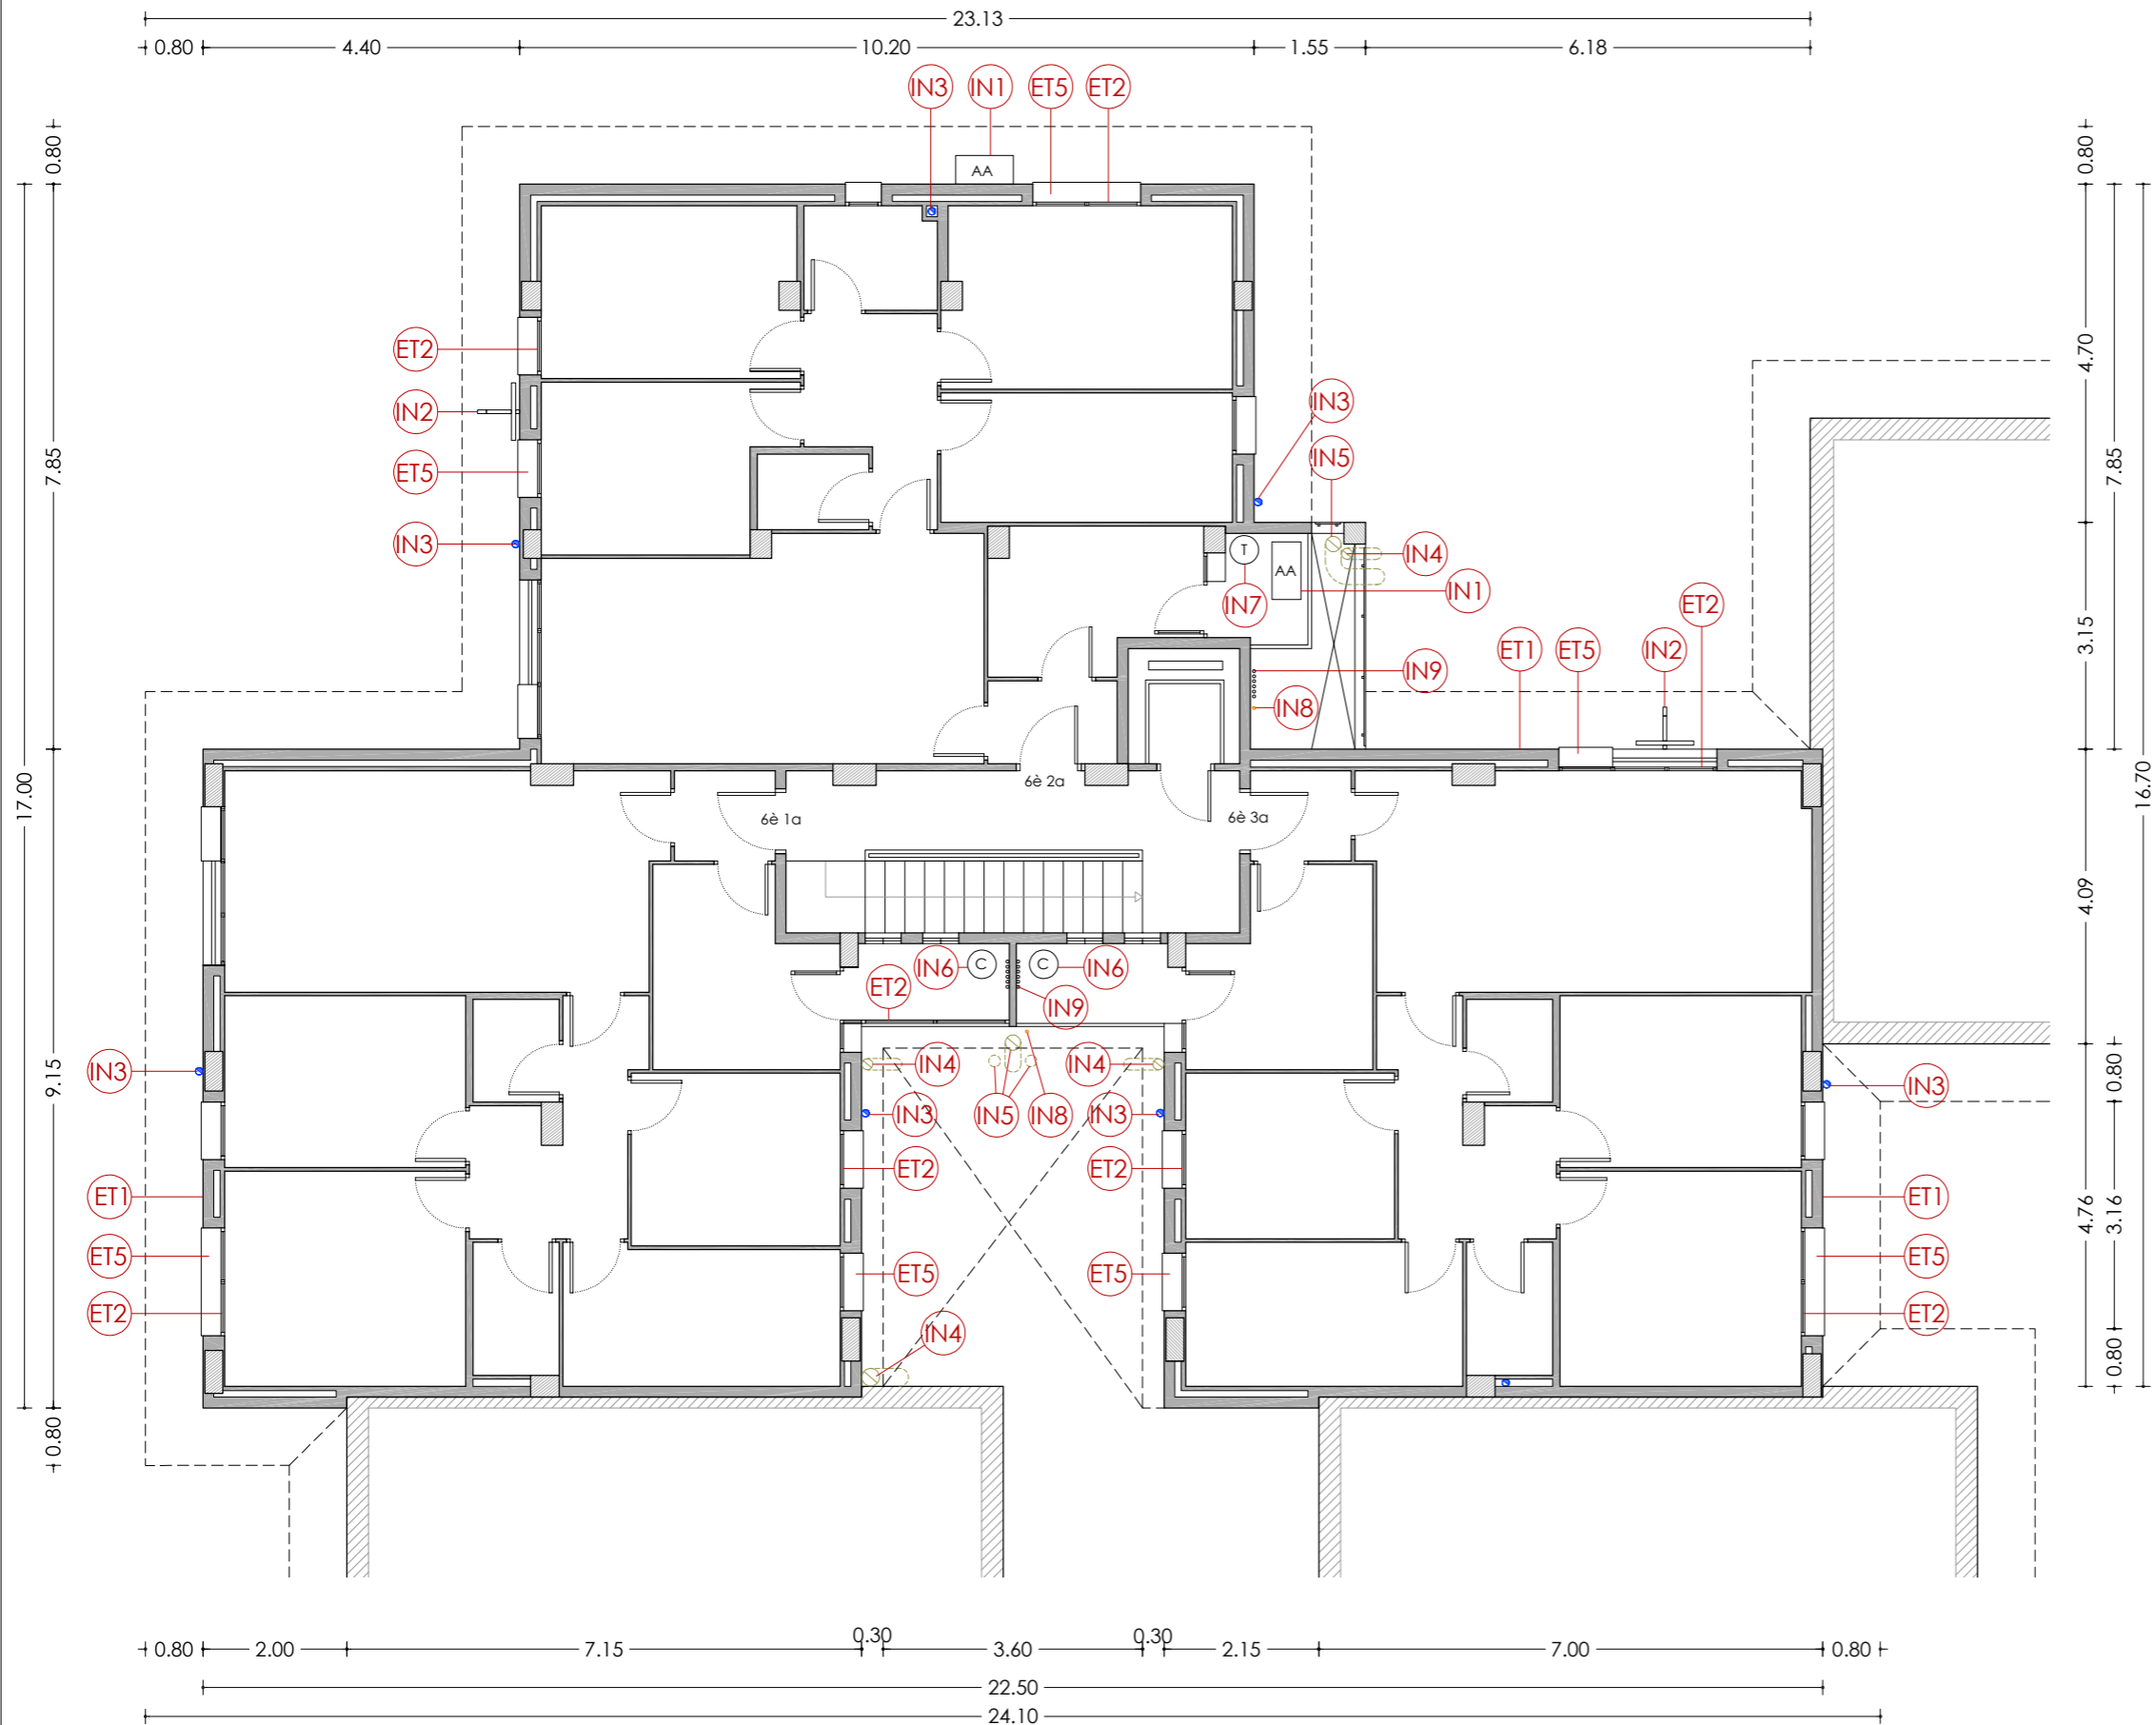 23.13
0.80 4.40 10.20 1.55 6.18
IN3 IN1 ET5 ET2
0.80
0.80
AA
ET2
4.70
IN2
IN3
7.85
7.85
IN5
ET5
IN3
IN4
T
AA
IN1
IN7
ET2
3.15
ET1 ET5 IN2
IN9
IN8
17.00
16.70
6è 2a
6è 1a
6è 3a
4.09
IN6 C C IN6
ET2
IN9
IN3
IN4 IN4
0.80
IN3
9.15
IN3 IN5 IN8 IN3
ET2 ET2
ET1
ET1
4.76
3.16
ET5
ET5 ET5
ET5
ET2
IN4
ET2
0.80
0.80
0.80 2.00 7.15 0.30 3.60 0.30 2.15 7.00 0.80
22.50
24.10